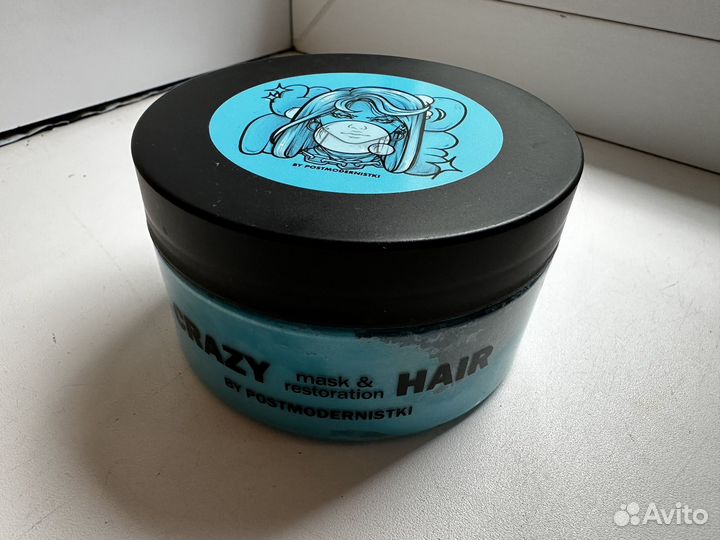 BY POSTMODERNISTKI
CRAZY mask & restoration HAIR
BY POSTMODERNISTKI
Avito